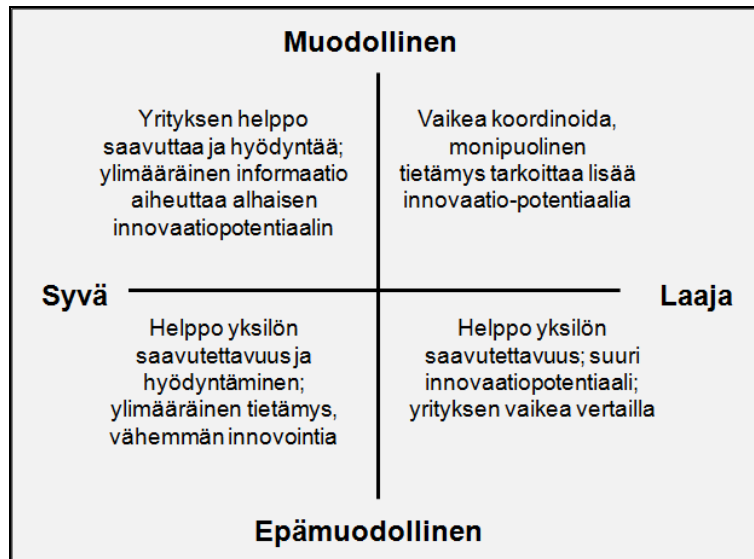 Muodollinen
Yrityksen helppo
saavuttaa ja hyödyntää;
ylimääräinen informaatio
aiheuttaa alhaisen
innovaatiopotentiaalin
Vaikea koordinoida,
monipuolinen
tietämys tarkoittaa lisää
innovaatio-potentiaalia
Syvä
Laaja
Helppo yksilön
saavutettavuus ja
hyödyntäminen;
ylimääräinen tietämys,
vähemmän innovointia
Helppo yksilön
saavutettavuus; suuri
innovaatiopotentiaali;
yrityksen vaikea vertailla
Epämuodollinen